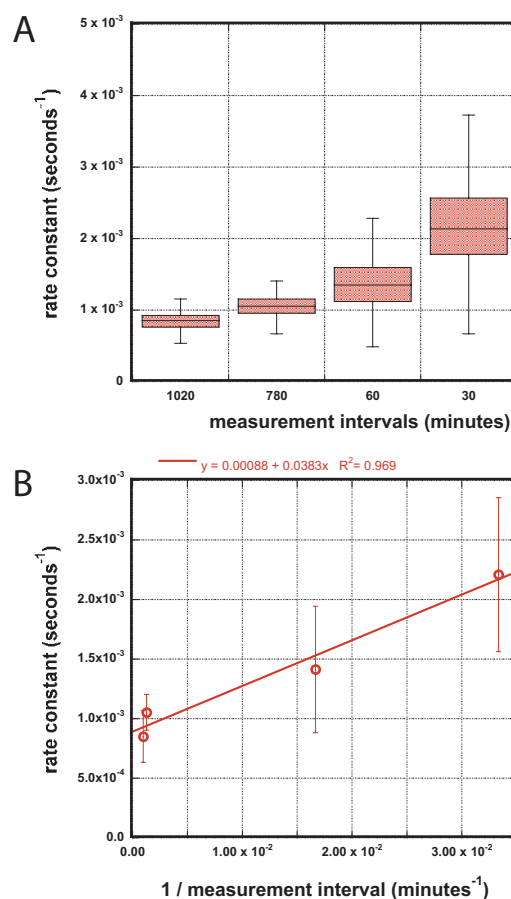 A
rate constant (seconds⁻¹)
5 x 10⁻³
4 x 10⁻³
3 x 10⁻³
2 x 10⁻³
1 x 10⁻³
0
1020 780 60 30
measurement intervals (minutes)
y = 0.00088 + 0.0383x R²= 0.969
B
rate constant (seconds⁻¹)
3.0x10⁻³
2.5x10⁻³
2.0x10⁻³
1.5x10⁻³
1.0x10⁻³
5.0x10⁻⁴
0.0
0.00 1.00 x 10⁻² 2.00 x 10⁻² 3.00 x 10⁻²
1 / measurement interval (minutes⁻¹)